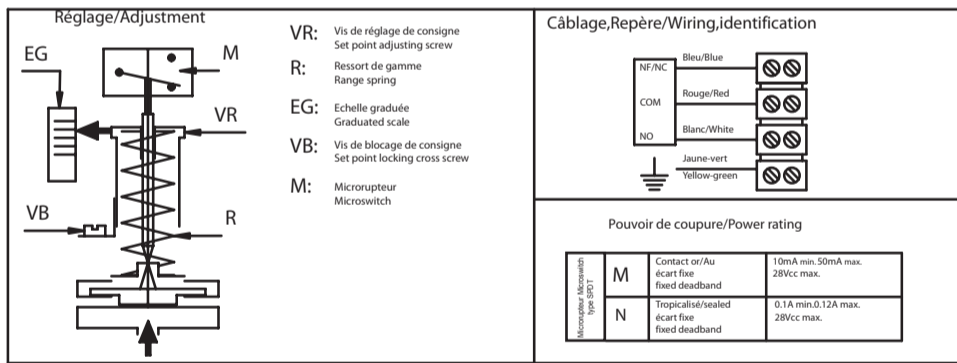 Réglage/Adjustment
EG
M
VR
VB
R
VR: Vis de réglage de consigne
Set point adjusting screw
R: Ressort de gamme
Range spring
EG: Echelle graduée
Graduated scale
VB: Vis de blocage de consigne
Set point locking cross screw
M: Microrupteur
Microswitch
Câblage,Repère/Wiring,identification
NF/NC
Bleu/Blue
COM
Rouge/Red
NO
Blanc/White
Jaune-vert
Yellow-green
Pouvoir de coupure/Power rating
Microrupteur Microswitch
type SPDT
M
Contact or/Au
écart fixe
fixed deadband
10mA min.50mA max.
28Vcc max.
N
Tropicalisé/sealed
écart fixe
fixed deadband
0.1A min.0.12A max.
28Vcc max.